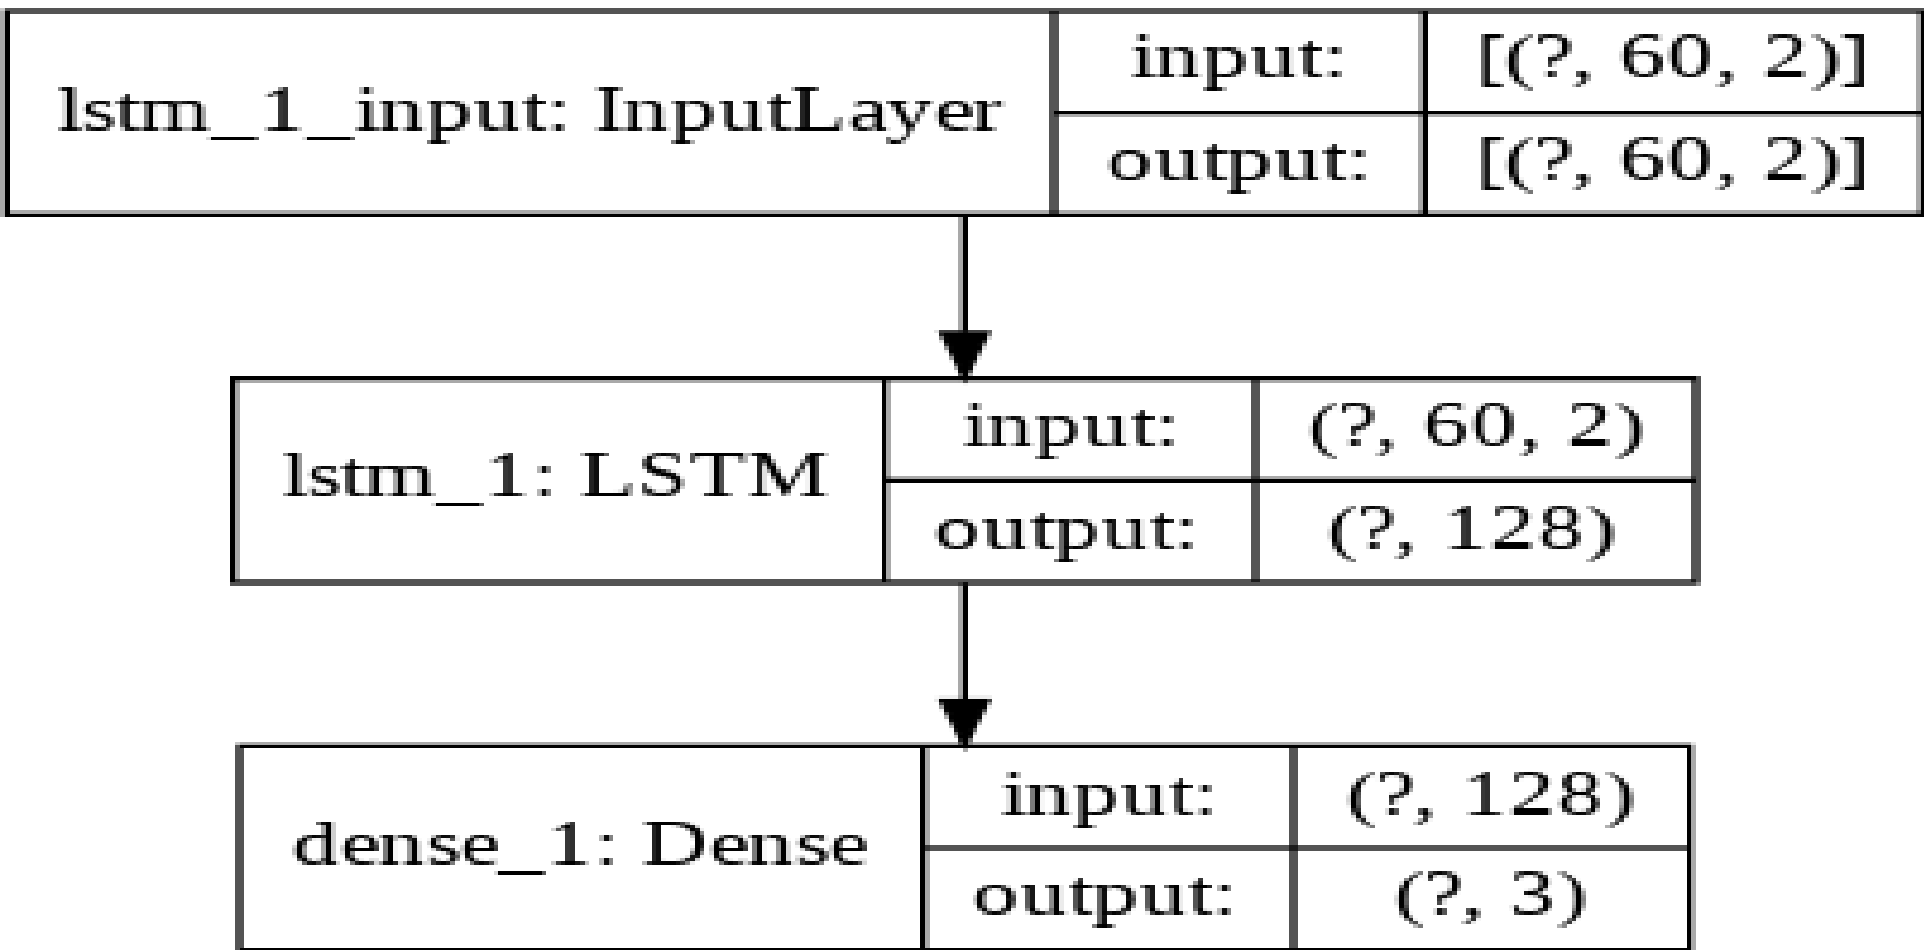 lstm_1_input: InputLayer
input: [(?, 60, 2)]
output: [(?, 60, 2)]
lstm_1: LSTM
input: (?, 60, 2)
output: (?, 128)
dense_1: Dense
input: (?, 128)
output: (?, 3)